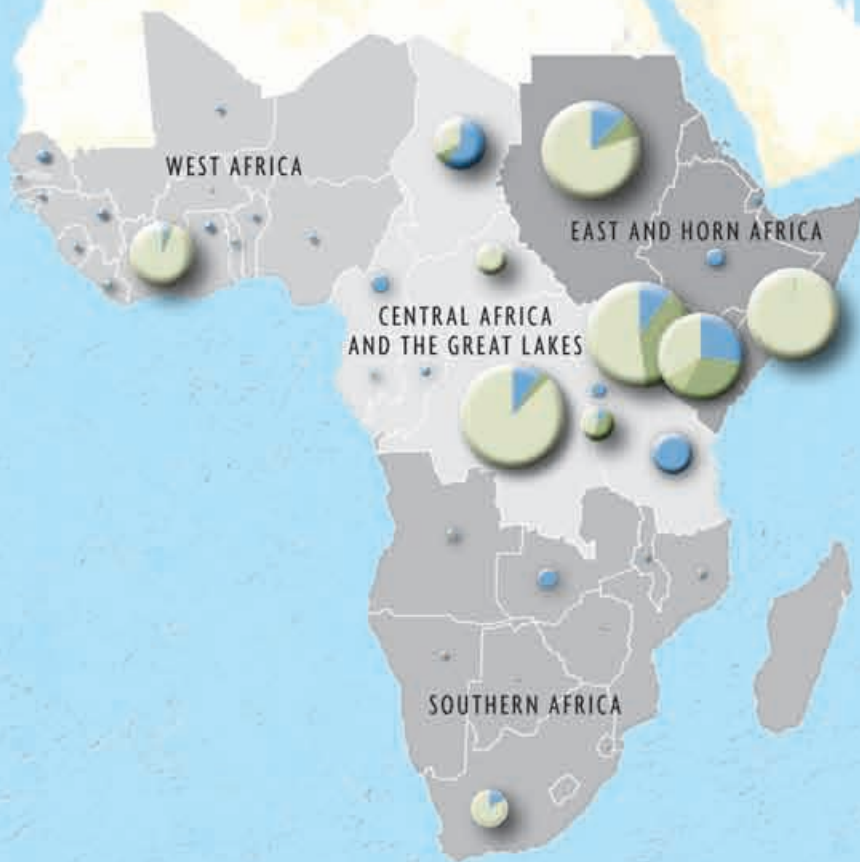 WEST AFRICA
EAST AND HORN AFRICA
CENTRAL AFRICA
AND THE GREAT LAKES
SOUTHERN AFRICA